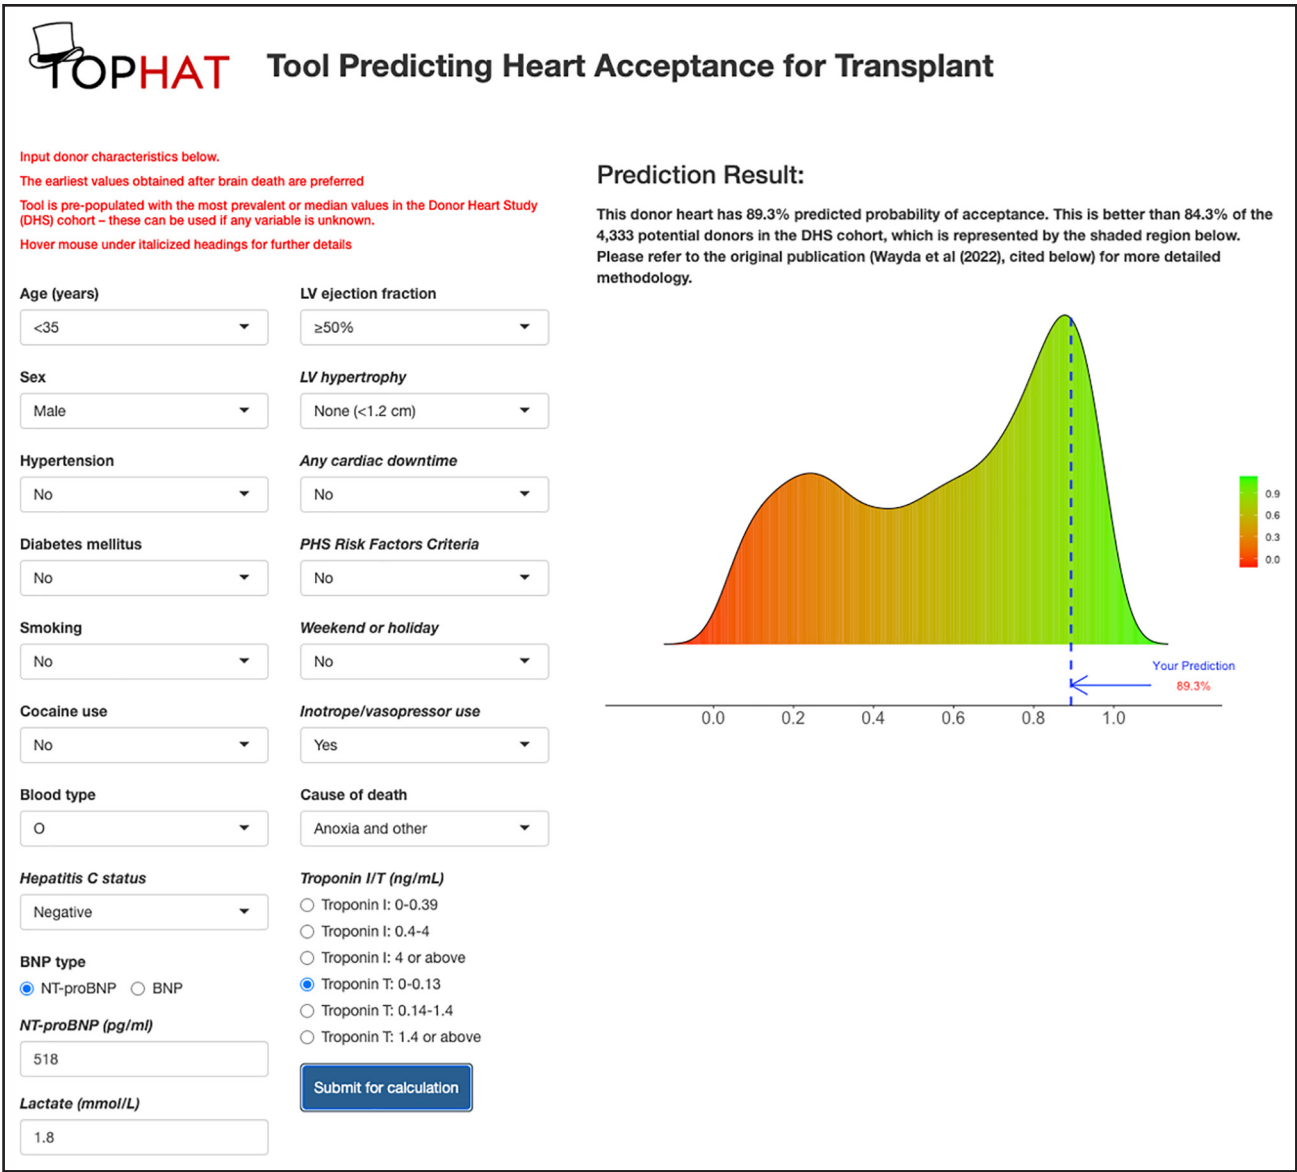 TOPHAT
Tool Predicting Heart Acceptance for Transplant
Input donor characteristics below.
The earliest values obtained after brain death are preferred
Tool is pre-populated with the most prevalent or median values in the Donor Heart Study
(DHS) cohort – these can be used if any variable is unknown.
Hover mouse under italicized headings for further details
Age (years)
<35
Sex
Male
Hypertension
No
Diabetes mellitus
No
Smoking
No
Cocaine use
No
Blood type
O
Hepatitis C status
Negative
BNP type
NT-proBNP BNP
NT-proBNP (pg/ml)
518
Lactate (mmol/L)
1.8
LV ejection fraction
≥50%
LV hypertrophy
None (<1.2 cm)
Any cardiac downtime
No
PHS Risk Factors Criteria
No
Weekend or holiday
No
Inotrope/vasopressor use
Yes
Cause of death
Anoxia and other
Troponin I/T (ng/mL)
Troponin I: 0-0.39
Troponin I: 0.4-4
Troponin I: 4 or above
Troponin T: 0-0.13
Troponin T: 0.14-1.4
Troponin T: 1.4 or above
Submit for calculation
Prediction Result:
This donor heart has 89.3% predicted probability of acceptance. This is better than 84.3% of the
4,333 potential donors in the DHS cohort, which is represented by the shaded region below.
Please refer to the original publication (Wayda et al (2022), cited below) for more detailed
methodology.
0.9
0.6
0.3
0.0
Your Prediction
89.3%
0.0 0.2 0.4 0.6 0.8 1.0